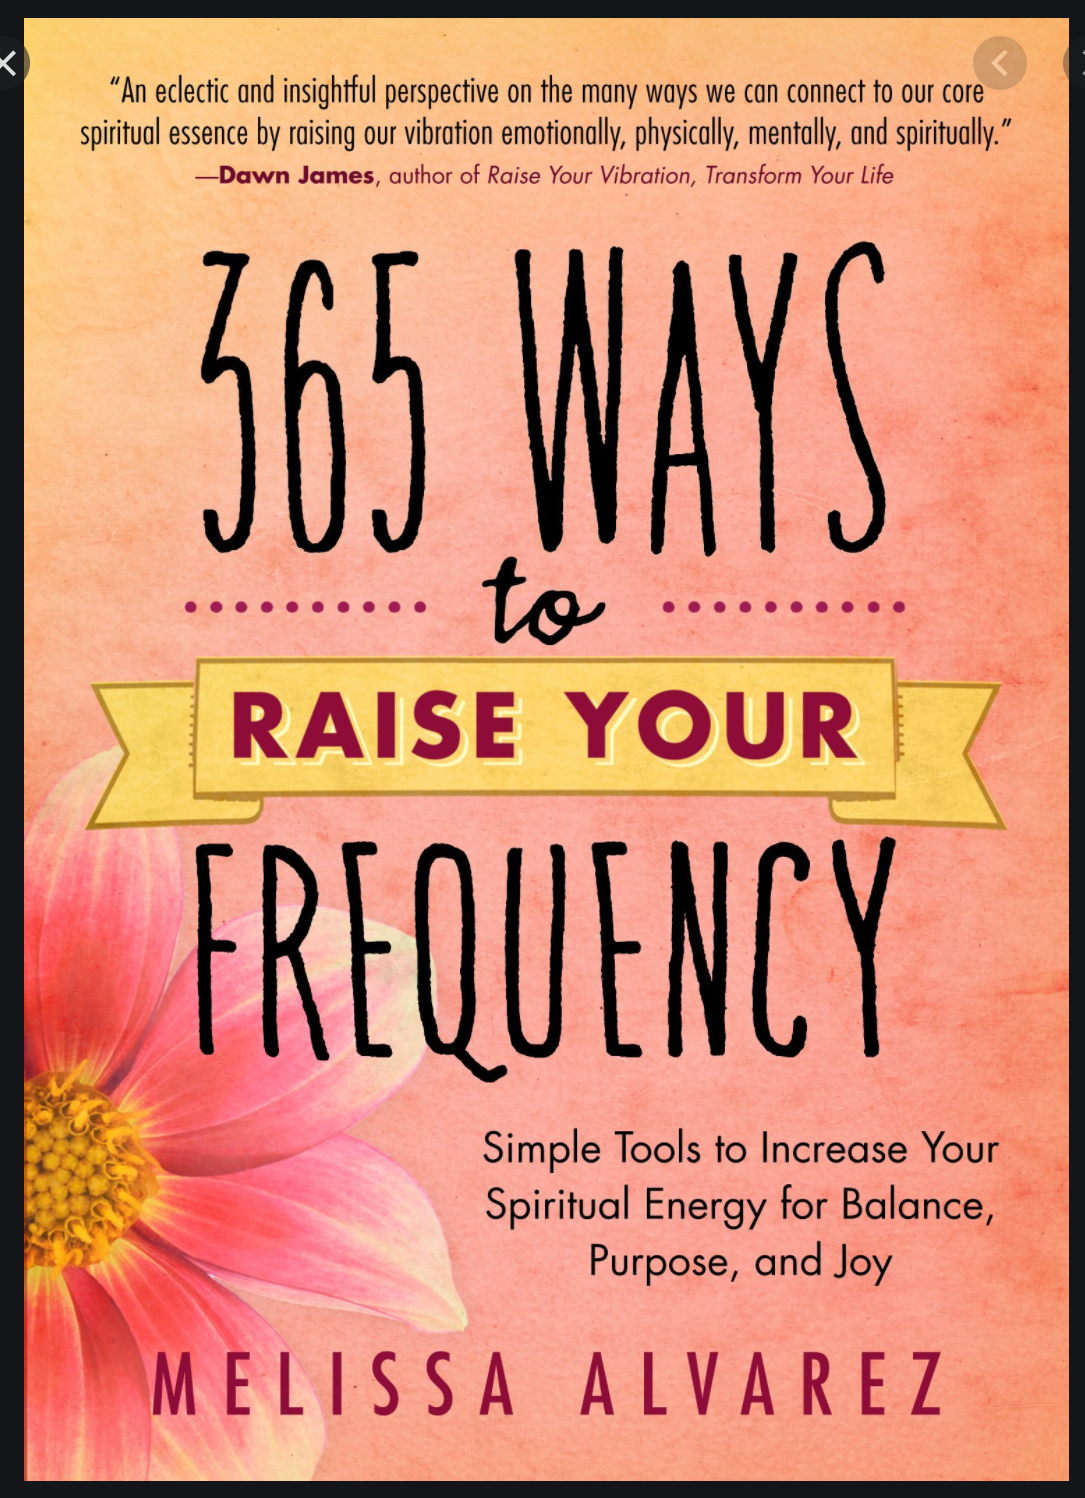 “An eclectic and insightful perspective on the many ways we can connect to our core
spiritual essence by raising our vibration emotionally, physically, mentally, and spiritually.”
—Dawn James, author of Raise Your Vibration, Transform Your Life
365 WAYS
to
RAISE YOUR
FREQUENCY
Simple Tools to Increase Your
Spiritual Energy for Balance,
Purpose, and Joy
MELISSA ALVAREZ